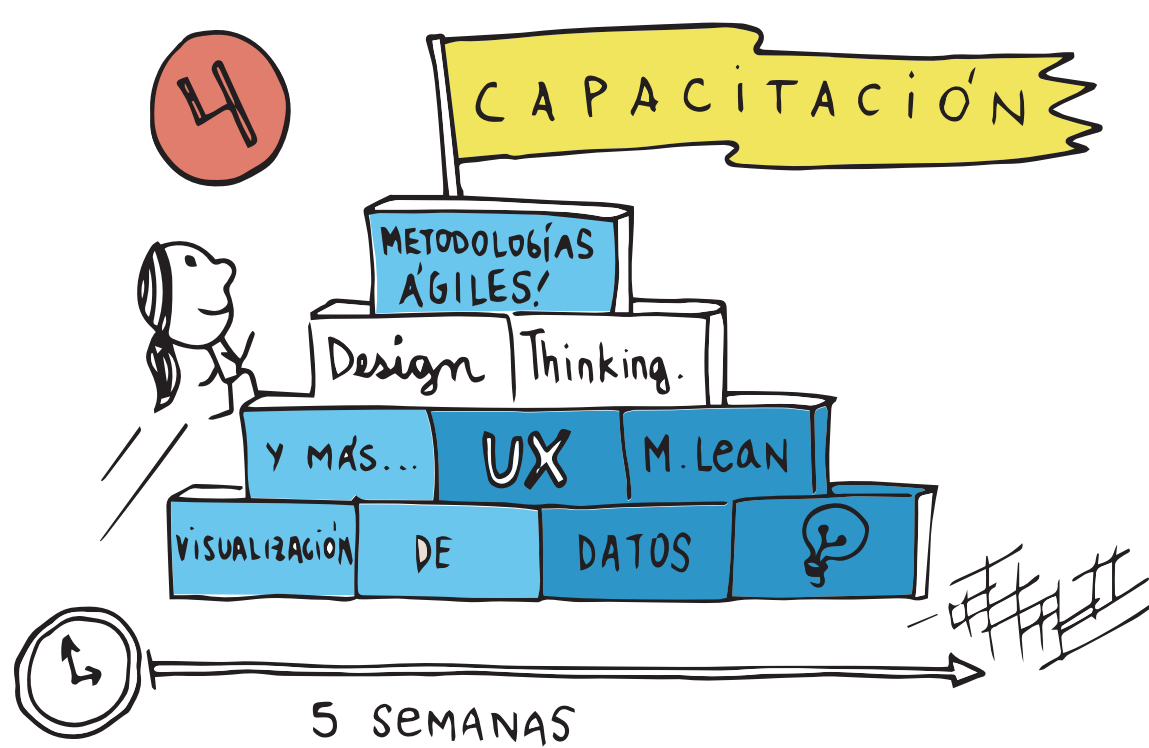 4
CAPACiTACiÓN
METODOLOGÍAS
ÁGILES!
Design Thinking.
Y MÁS... UX M. LeaN
ViSUALIZACiÓN DE DATOS
5 SeMANAS